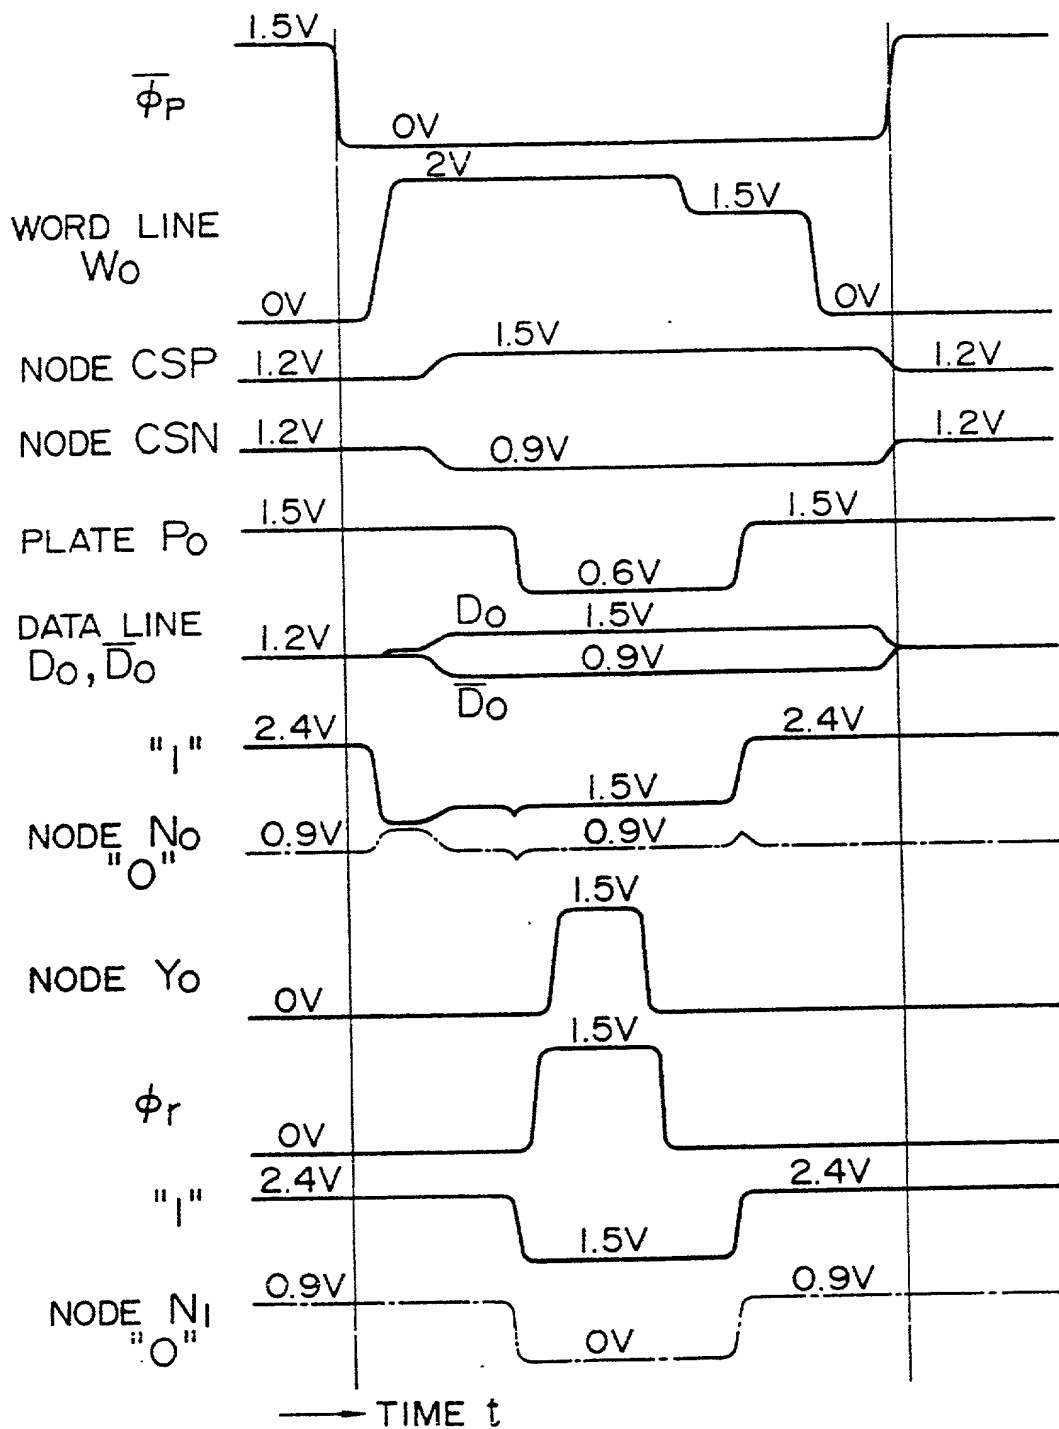 1.5V
φ̅P
0V
2V
1.5V
WORD LINE
W0
0V
0V
1.5V
NODE CSP
1.2V
1.2V
NODE CSN
1.2V
0.9V
1.2V
PLATE P0
1.5V
1.5V
0.6V
DATA LINE
D0, D̅0
1.2V
D0
1.5V
0.9V
D̅0
"1"
2.4V
2.4V
1.5V
NODE N0
"0"
0.9V
0.9V
1.5V
NODE Y0
0V
1.5V
φr
0V
"1"
2.4V
2.4V
1.5V
NODE N1
"0"
0.9V
0.9V
0V
TIME t